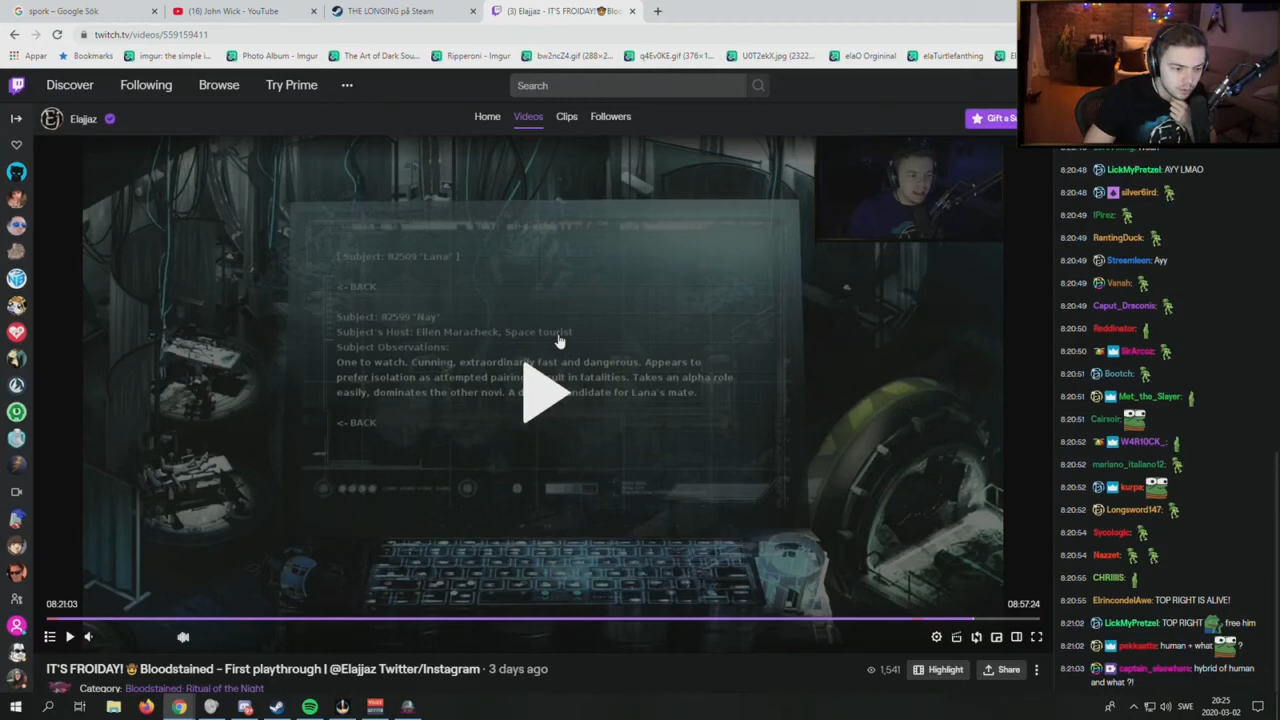 spork - Google Sök
(16) John Wick - YouTube
THE LONGING på Steam
(3) Elajjaz - IT'S FROIDAY!🤠Bloo
twitch.tv/videos/559159411
Appar
Bookmarks
imgur: the simple i...
Photo Album - Imgur
The Art of Dark Sou...
Ripperoni - Imgur
bw2ncZ4.gif (288×2...
q4Ev0KE.gif (376×1...
U0T2eKX.jpg (2322...
elaO Orginінal
elaTurtlefanthing
Discover
Following
Browse
Try Prime
Search
Elajjaz
Home
Videos
Clips
Followers
Gift a Su
[ Subject: 82509 "Lana" ]
<- BACK
Subject: 82599 "Nay"
Subject's Host: Ellen Maracheck, Space tourist
Subject Observations:
One to watch. Cunning, extraordinarily fast and dangerous. Appears to
prefer isolation as attempted pairing result in fatalities. Takes an alpha role
easily, dominates the other novi. A candidate for Lana's mate.
<- BACK
08:21:03
08:57:24
IT'S FROIDAY! 🤠 Bloodstained - First playthrough | @Elajjaz Twitter/Instagram · 3 days ago
1,541
Highlight
Share
Category: Bloodstained: Ritual of the Night
8:20:48 LickMyPretzel: AYY LMAO
8:20:48 silver6ird:
8:20:49 IPirez:
8:20:49 RantingDuck:
8:20:49 Streamleen: Ayy
8:20:49 Vanah:
8:20:49 Caput_Draconis:
8:20:50 Reddinator:
8:20:50 SirArcoz:
8:20:51 Bootch:
8:20:51 Met_the_Slayer:
8:20:51 Cairsoir:
8:20:52 W4R10CK_:
8:20:52 mariano_italiano12:
8:20:52 kurpa:
8:20:52 Longsword147:
8:20:54 Sycologic:
8:20:54 Nazzet:
8:20:55 CHRIIIIS:
8:20:55 ElrincondelAwe: TOP RIGHT IS ALIVE!
8:21:02 LickMyPretzel: TOP RIGHT free him
8:21:02 pekkaatte: human + what ?
8:21:03 captain_elsewhere: hybrid of human
and what ?!
SWE
20:25
2020-03-02